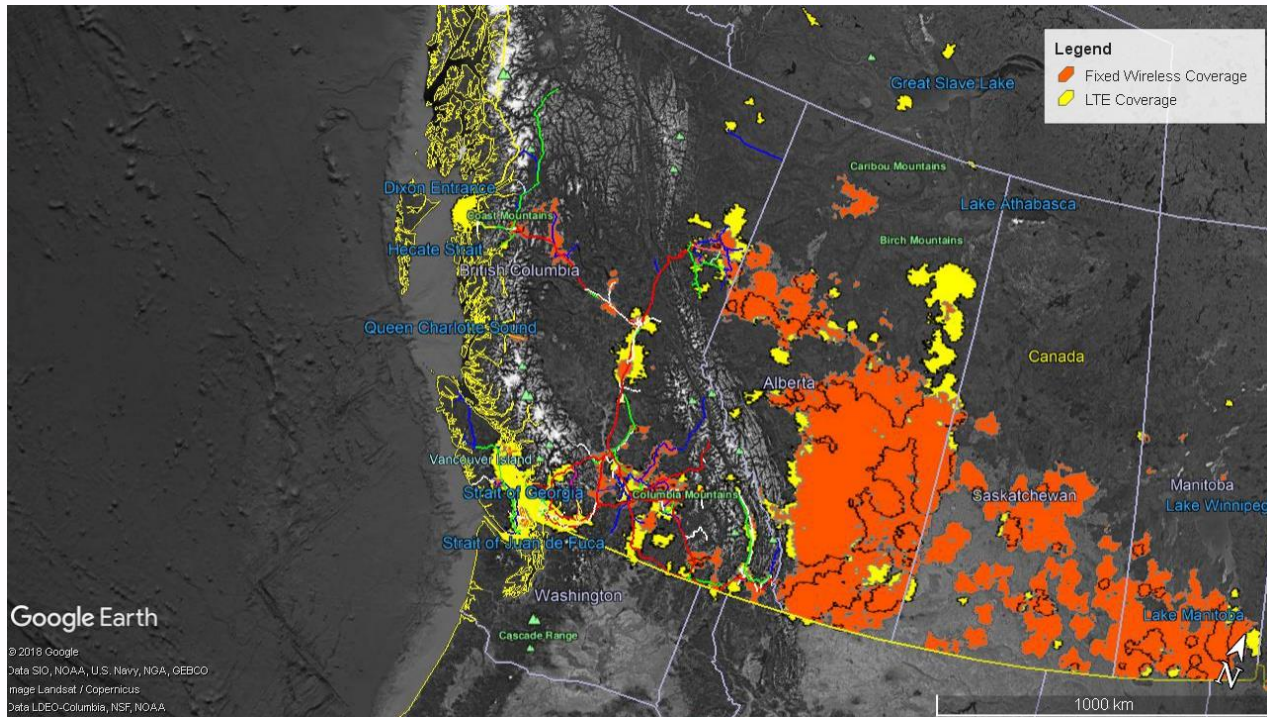 Legend
Fixed Wireless Coverage
LTE Coverage
Great Slave Lake
Caribou Mountains
Dixon Entrance
Lake Athabasca
Coast Mountains
Birch Mountains
Hecate Strait
British Columbia
Queen Charlotte Sound
Canada
Alberta
Vancouver Island
Strait of Georgia
Columbia Mountains
Saskatchewan
Manitoba
Lake Winnipeg
Strait of Juan de Fuca
Washington
Lake Manitoba
Google Earth
Cascade Range
© 2018 Google
Data SIO, NOAA, U.S. Navy, NGA, GEBCO
Image Landsat / Copernicus
Data LDEO-Columbia, NSF, NOAA
N
1000 km